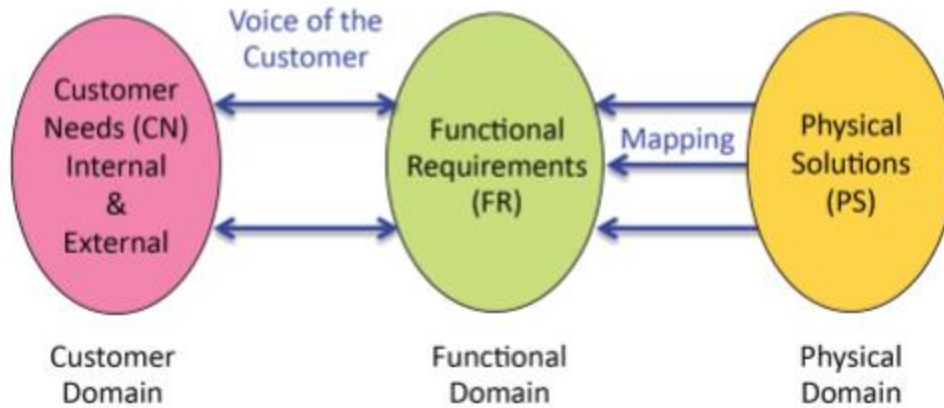 Voice of the
Customer
Customer
Needs (CN)
Internal
&
External
Functional
Requirements
(FR)
Mapping
Physical
Solutions
(PS)
Customer
Domain
Functional
Domain
Physical
Domain